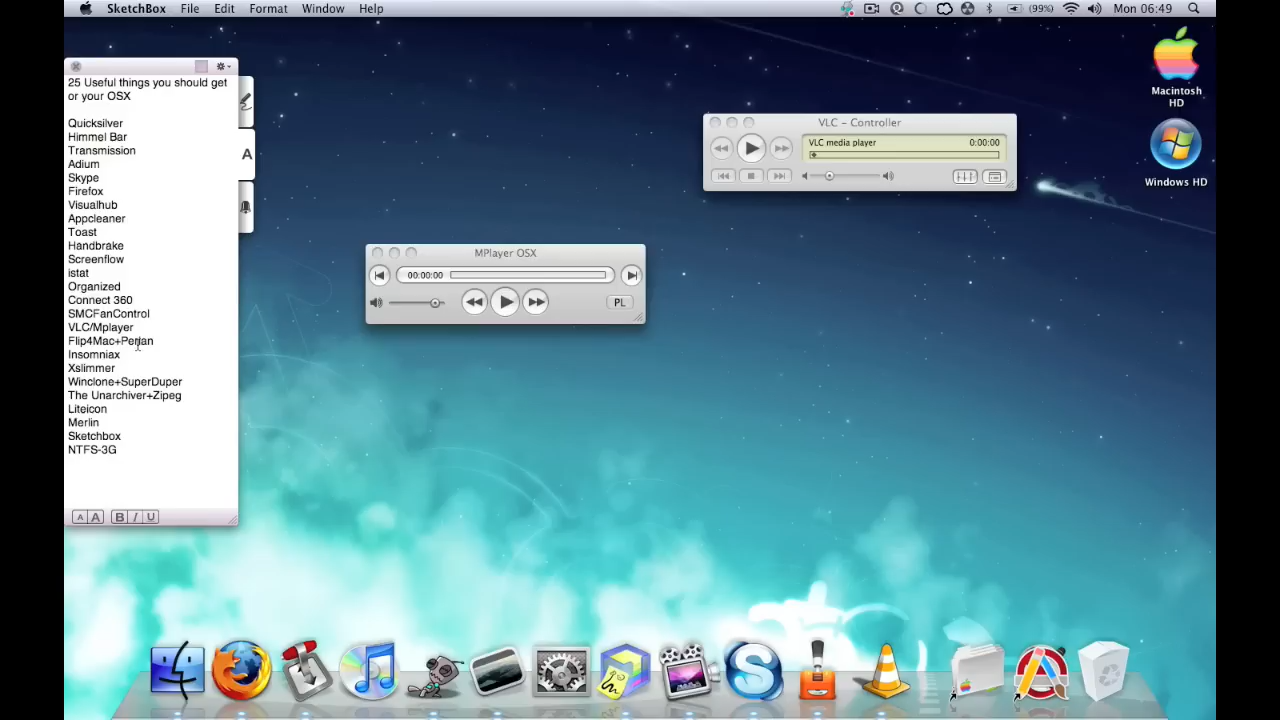 SketchBox File Edit Format Window Help (99%) Mon 06:49
25 Useful things you should get
or your OSX
Quicksilver
Himmel Bar
Transmission
Adium
Skype
Firefox
Visualhub
Appcleaner
Toast
Handbrake
Screenflow
istat
Organized
Connect 360
SMCFanControl
VLC/Mplayer
Flip4Mac+Perian
Insomniax
Xslimmer
Winclone+SuperDuper
The Unarchiver+Zipeg
Liteicon
Merlin
Sketchbox
NTFS-3G
A A B I U
A
MPlayer OSX
00:00:00
PL
VLC - Controller
VLC media player 0:00:00
Macintosh
HD
Windows HD